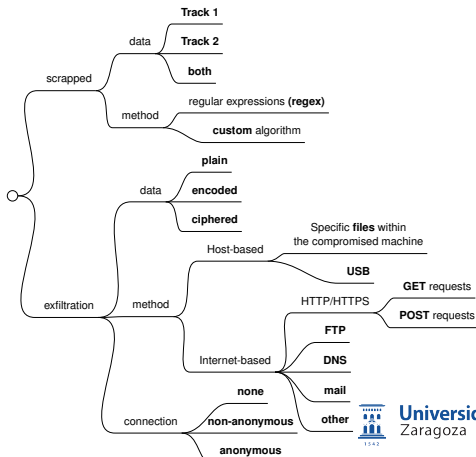 Track 1
data
Track 2
both
scrapped
regular expressions (regex)
method
custom algorithm
plain
data
encoded
ciphered
Specific files within
the compromised machine
Host-based
USB
exfiltration
method
HTTP/HTTPS
GET requests
POST requests
FTP
Internet-based
DNS
mail
other
none
connection
non-anonymous
anonymous
Universid
Zaragoza
1542